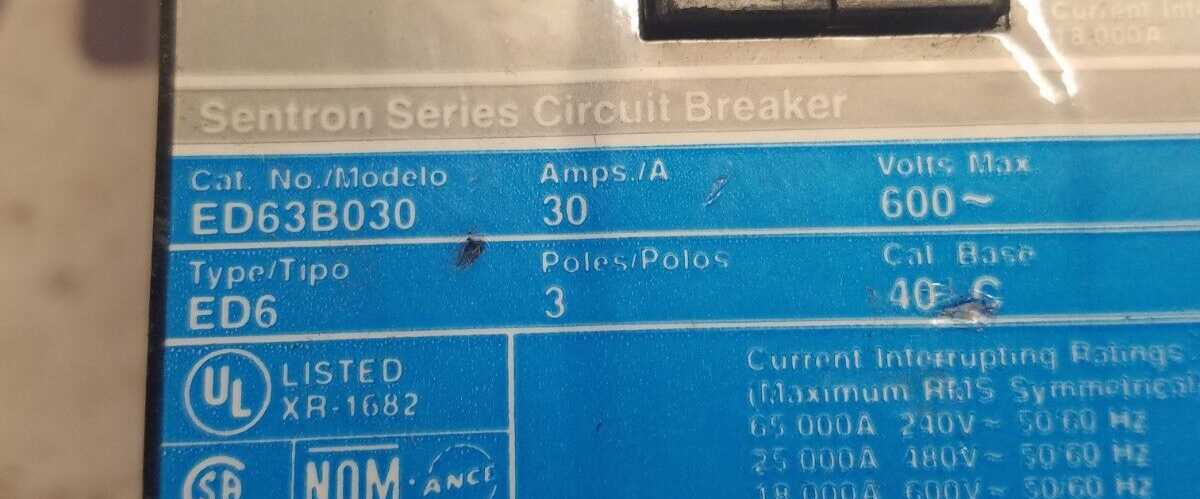 Current Int
18 000A
Sentron Series Circuit Breaker
Cat. No./Modelo
ED63B030
Amps./A
30
Volts Max
600~
Type/Tipo
ED6
Poles/Polos
3
Cal Base
40 C
UL LISTED
XR-1682
SA
NOM
ANCE
Current Interrupting Ratings
(Maximum RMS Symmetrical
65 000A 240V~ 50/60 Hz
25 000A 480V~ 50/60 Hz
18 000A 600V~ 50/60 Hz